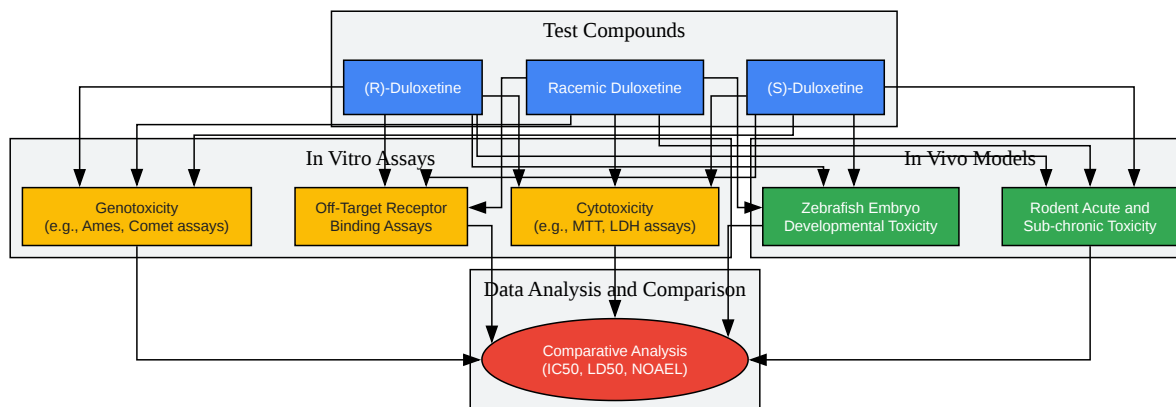 Test Compounds
(R)-Duloxetine
Racemic Duloxetine
(S)-Duloxetine
In Vitro Assays
In Vivo Models
Genotoxicity
(e.g., Ames, Comet assays)
Off-Target Receptor
Binding Assays
Cytotoxicity
(e.g., MTT, LDH assays)
Zebrafish Embryo
Developmental Toxicity
Rodent Acute and
Sub-chronic Toxicity
Data Analysis and Comparison
Comparative Analysis
(IC50, LD50, NOAEL)